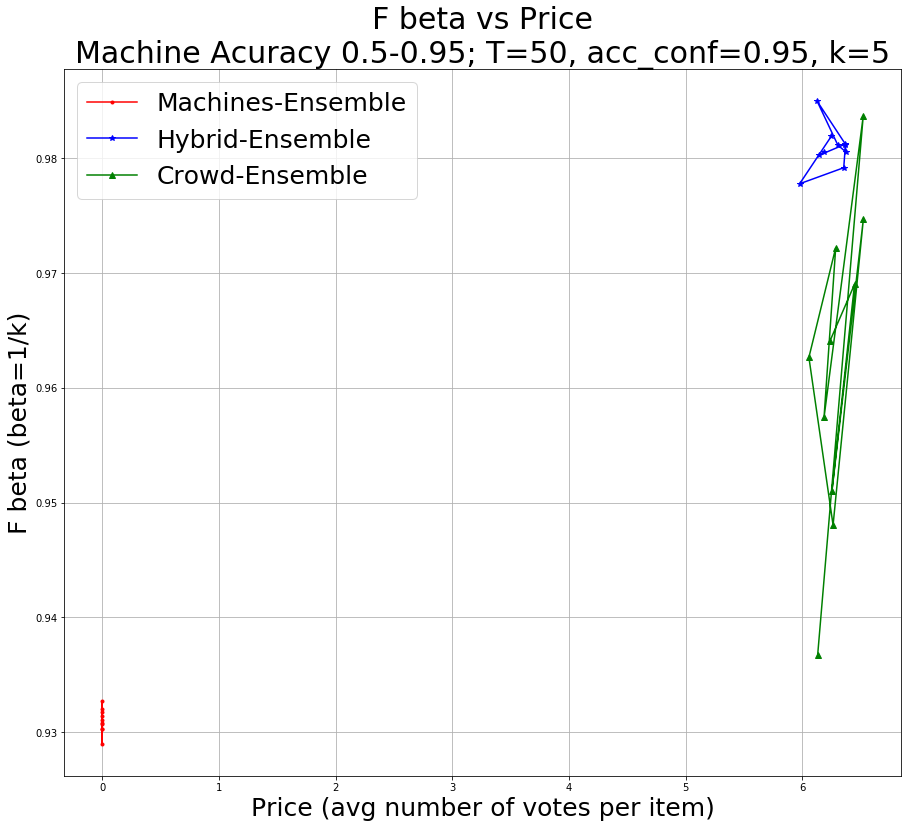 F beta vs Price
Machine Acuracy 0.5-0.95; T=50, acc_conf=0.95, k=5
Machines-Ensemble
Hybrid-Ensemble
Crowd-Ensemble
F beta (beta=1/k)
0.98
0.97
0.96
0.95
0.94
0.93
0 1 2 3 4 5 6
Price (avg number of votes per item)